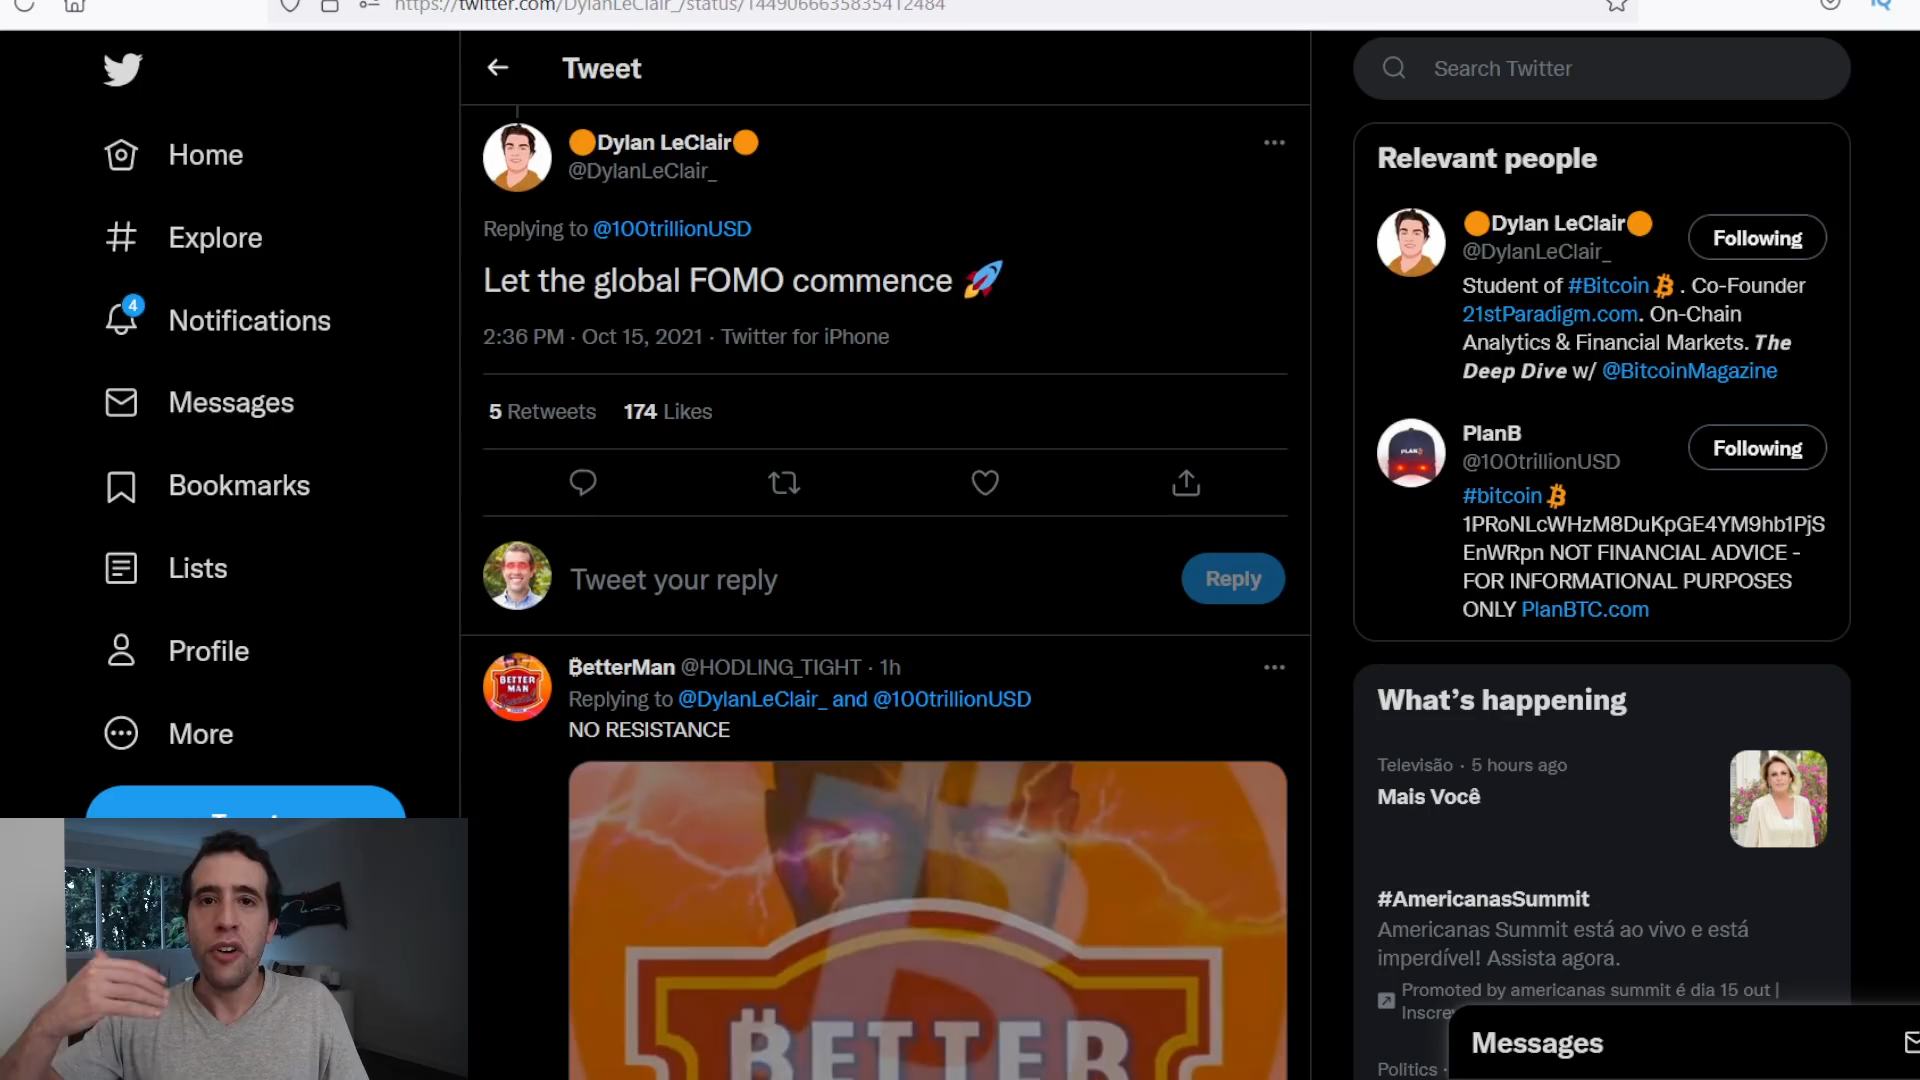 https://twitter.com/DylanLeClair_/status/1449066635835412484
Tweet
Search Twitter
Home
Explore
4
Notifications
Messages
Bookmarks
Lists
Profile
More
Dylan LeClair
@DylanLeClair_
Replying to @100trillionUSD
Let the global FOMO commence 🚀
2:36 PM · Oct 15, 2021 · Twitter for iPhone
5 Retweets 174 Likes
Tweet your reply
Reply
₿etterMan @HODLING_TIGHT · 1h
Replying to @DylanLeClair_ and @100trillionUSD
NO RESISTANCE
BETTER
MAN
₿ETTER
Relevant people
Dylan LeClair
Following
@DylanLeClair_
Student of #Bitcoin ₿ . Co-Founder
21stParadigm.com. On-Chain
Analytics & Financial Markets. The
Deep Dive w/ @BitcoinMagazine
PlanB
Following
@100trillionUSD
PLAN₿
#bitcoin ₿
1PRoNLcWHzM8DuKpGE4YM9hb1PjS
EnWRpn NOT FINANCIAL ADVICE -
FOR INFORMATIONAL PURPOSES
ONLY PlanBTC.com
What's happening
Televisão · 5 hours ago
Mais Você
#AmericanasSummit
Americanas Summit está ao vivo e está
imperdível! Assista agora.
Promoted by americanas summit é dia 15 out |
Inscre
Messages
Politics ·